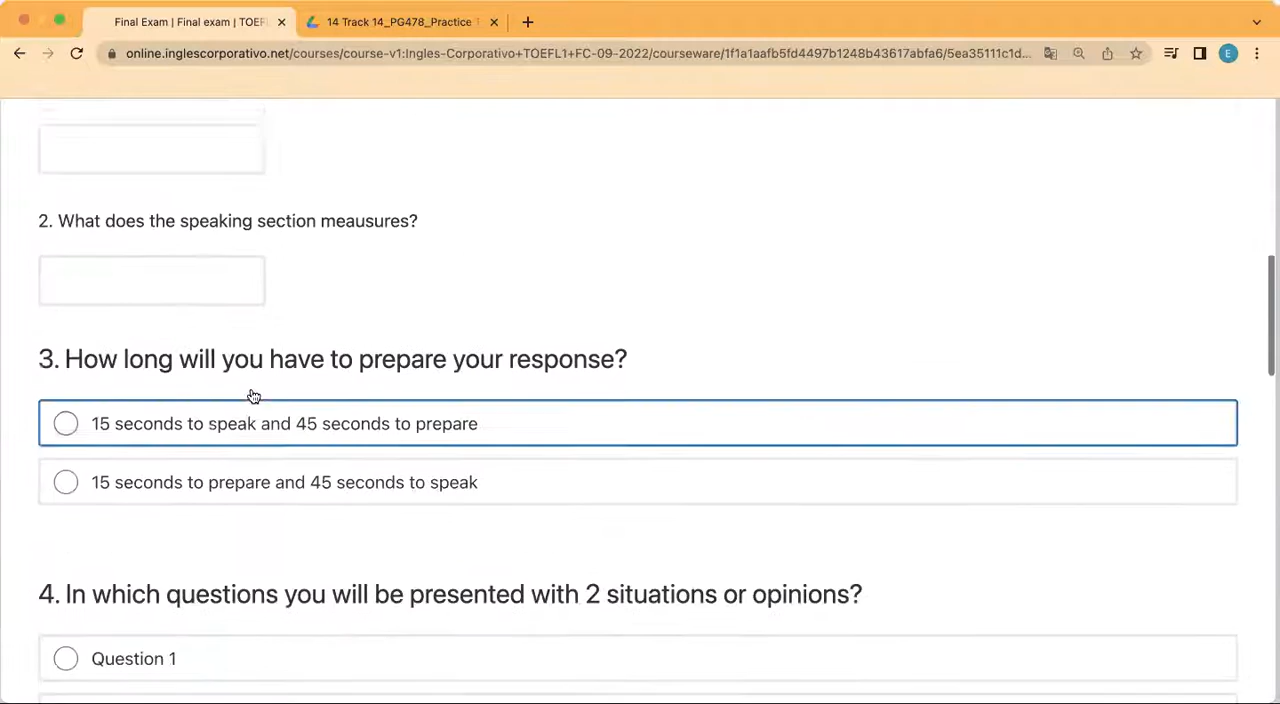 Final Exam | Final exam | TOEF
14 Track 14_PG478_Practice
online.inglescorporativo.net/courses/course-v1:Ingles-Corporativo+TOEFL1+FC-09-2022/courseware/1f1a1aafb5fd4497b1248b43617abfa6/5ea35111c1d...
E
2. What does the speaking section meausures?
3. How long will you have to prepare your response?
15 seconds to speak and 45 seconds to prepare
15 seconds to prepare and 45 seconds to speak
4. In which questions you will be presented with 2 situations or opinions?
Question 1